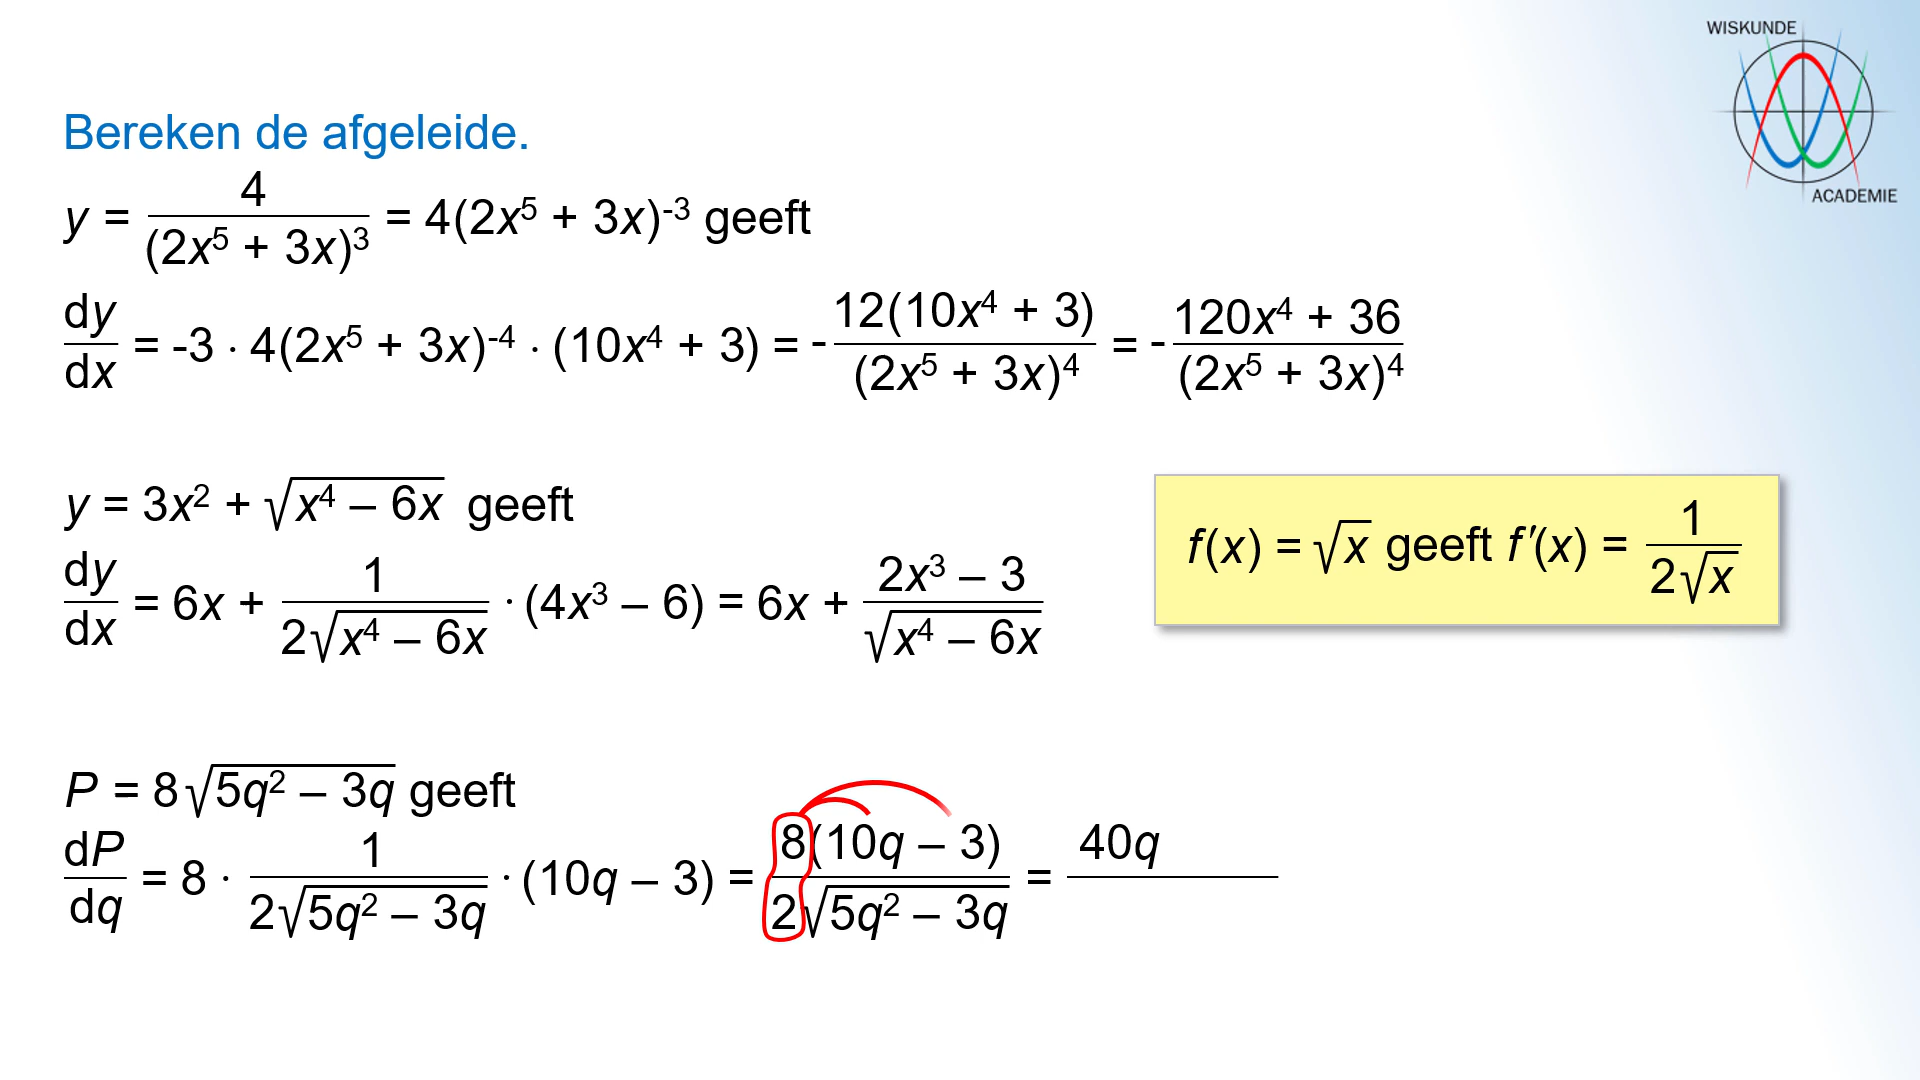 WISKUNDE
ACADEMIE
Bereken de afgeleide.
y = 4/(2x⁵ + 3x)³ = 4(2x⁵ + 3x)⁻³ geeft
dy/dx = -3 · 4(2x⁵ + 3x)⁻⁴ · (10x⁴ + 3) = - 12(10x⁴ + 3)/(2x⁵ + 3x)⁴ = - 120x⁴ + 36/(2x⁵ + 3x)⁴
y = 3x² + √(x⁴ – 6x) geeft
dy/dx = 6x + 1/2√(x⁴ – 6x) · (4x³ – 6) = 6x + 2x³ – 3/√(x⁴ – 6x)
f(x) = √x geeft f'(x) = 1/2√x
P = 8√(5q² – 3q) geeft
dP/dq = 8 · 1/2√(5q² – 3q) · (10q – 3) = 8(10q – 3)/2√(5q² – 3q) = 40q